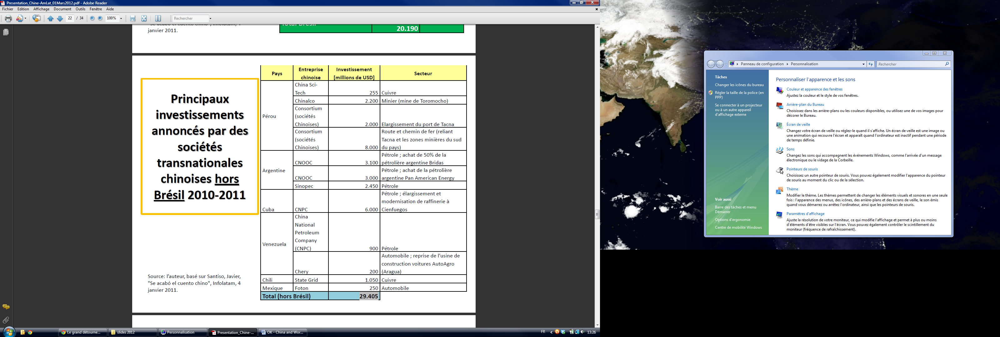 Presentation_Chine-AmLat_01Mars2012.pdf - Adobe Reader
Fichier Edition Affichage Document Outils Fenêtre Aide
22 / 34 100% Rechercher
"Se acabó el cuento chino", Infolatam, 4
janvier 2011.
Total Brésil
20.190
Principaux
investissements
annoncés par des
sociétés
transnationales
chinoises hors
Brésil 2010-2011
Source: l'auteur, basé sur Santiso, Javier,
"Se acabó el cuento chino", Infolatam, 4
janvier 2011.
Pays
Entreprise
chinoise
Investissement
[millions de USD]
Secteur
Pérou
China Sci-
Tech
255
Cuivre
Chinalco
2.200
Minier (mine de Toromocho)
Consortium
(sociétés
Chinoises)
2.000
Elargissement du port de Tacna
Consortium
(sociétés
Chinoises)
8.000
Route et chemin de fer (reliant
Tacna et les zones minières du sud
du pays)
Argentine
CNOOC
3.100
Pétrole ; achat de 50% de la
pétrolière argentine Bridas
CNOOC
3.000
Pétrole ; achat de la pétrolière
argentine Pan American Energy
Sinopec
2.450
Pétrole
Cuba
CNPC
6.000
Pétrole ; élargissement et
modernisation de raffinerie à
Cienfuegos
Venezuela
China
National
Petroleum
Company
(CNPC)
900
Pétrole
Chery
200
Automobile ; reprise de l'usine de
construction voitures AutoAgro
(Aragua)
Chili
State Grid
1.050
Cuivre
Mexique
Foton
250
Automobile
Total (hors Brésil)
29.405
Le grand détourne...
slides 2012
Personnalisation
Presentation_Chine-...
OK - China and Wor...
FR
13:26
Panneau de configuration
Personnalisation
Rechercher
Tâches
Changer les icônes du bureau
Régler la taille de la police (en
PPP)
Se connecter à un projecteur
ou à un autre appareil
d'affichage externe
Voir aussi
Barre des tâches et menu
Démarrer
Options d'ergonomie
Centre de mobilité Windows
Personnaliser l'apparence et les sons
Couleur et apparence des fenêtres
Ajustez la couleur et le style de vos fenêtres.
Arrière-plan du Bureau
Choisissez dans les arrière-plans ou les couleurs disponibles, ou utilisez une de vos images pour
décorer le Bureau.
Écran de veille
Changez votre écran de veille ou réglez-le quand il s'affiche. Un écran de veille est une image ou
une animation qui recouvre l'écran et apparaît quand l'ordinateur est inactif pendant une période
de temps définie.
Sons
Changez les sons qui accompagnent les événements Windows, comme l'arrivée d'un message
électronique ou le vidage de la Corbeille.
Pointeurs de souris
Choisissez un autre pointeur de souris. Vous pouvez également modifier l'apparence du pointeur
de souris au moment du clic ou de la sélection.
Thème
Modifier le thème. Les thèmes permettent de changer les éléments visuels et sonores en une seule
fois : l'apparence des menus, des icônes, des arrière-plans et des écrans de veille, le son émis
quand vous démarrez ou arrêtez l'ordinateur, ainsi que les pointeurs de souris.
Paramètres d'affichage
Ajuste la résolution de votre moniteur, ce qui modifie l'affichage et permet à plus ou moins
d'éléments d'être visibles sur l'écran. Vous pouvez également contrôler le scintillement du
moniteur (fréquence de rafraîchissement).